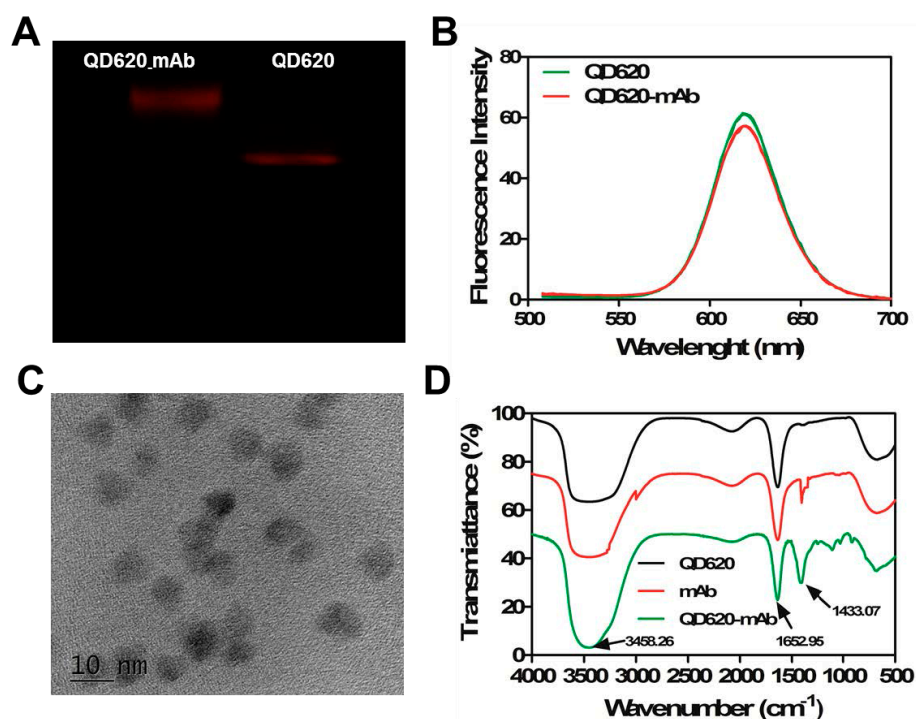 A
QD620_mAb QD620
B
80
60
40
20
0
Fluorescence Intensity
QD620
QD620-mAb
500 550 600 650 700
Wavelenght (nm)
C
10 nm
D
100
80
60
40
20
0
Transmiattance (%)
QD620
mAb
QD620-mAb
1433.07
3458.26
1652.95
4000 3500 3000 2500 2000 1500 1000 500
Wavenumber (cm⁻¹)